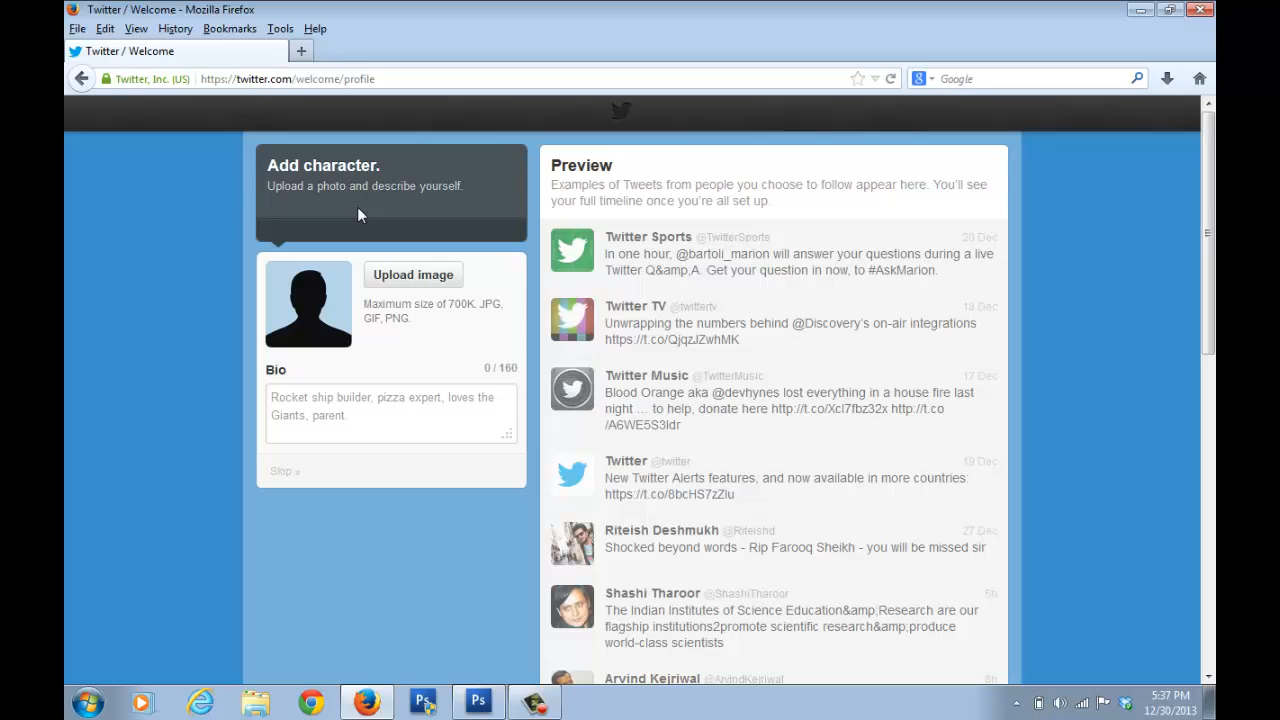 Twitter / Welcome - Mozilla Firefox
File Edit View History Bookmarks Tools Help
Twitter / Welcome
Twitter, Inc. (US) https://twitter.com/welcome/profile
Google
Add character.
Upload a photo and describe yourself.
Upload image
Maximum size of 700K. JPG,
GIF, PNG.
Bio 0 / 160
Rocket ship builder, pizza expert, loves the
Giants, parent.
Skip »
Preview
Examples of Tweets from people you choose to follow appear here. You'll see
your full timeline once you're all set up.
Twitter Sports @TwitterSports 20 Dec
In one hour, @bartoli_marion will answer your questions during a live
Twitter Q&amp;A. Get your question in now, to #AskMarion.
Twitter TV @twittertv 18 Dec
Unwrapping the numbers behind @Discovery's on-air integrations
https://t.co/QjqzJZwhMK
Twitter Music @TwitterMusic 17 Dec
Blood Orange aka @devhynes lost everything in a house fire last
night … to help, donate here http://t.co/Xcl7fbz32x http://t.co
/A6WE5S3ldr
Twitter @twitter 19 Dec
New Twitter Alerts features, and now available in more countries:
https://t.co/8bcHS7zZlu
Riteish Deshmukh @Riteishd 27 Dec
Shocked beyond words - Rip Farooq Sheikh - you will be missed sir
Shashi Tharoor @ShashiTharoor 5h
The Indian Institutes of Science Education&amp;Research are our
flagship institutions2promote scientific research&amp;produce
world-class scientists
Arvind Kejriwal @ArvindKejriwal 8h
Ps Ps
5:37 PM
12/30/2013